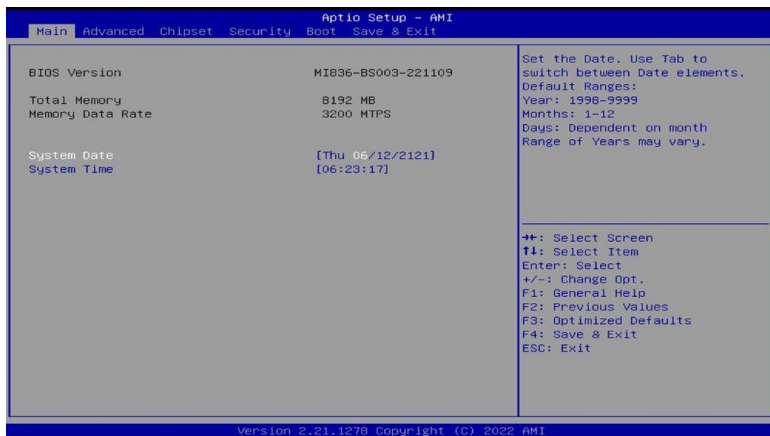 Aptio Setup - AMI
Main Advanced Chipset Security Boot Save & Exit
BIOS Version MI836-BS003-221109
Total Memory 8192 MB
Memory Data Rate 3200 MTPS
System Date [Thu 06/12/2121]
System Time [06:23:17]
Set the Date. Use Tab to
switch between Date elements.
Default Ranges:
Year: 1998-9999
Months: 1-12
Days: Dependent on month
Range of Years may vary.
→←: Select Screen
↑↓: Select Item
Enter: Select
+/-: Change Opt.
F1: General Help
F2: Previous Values
F3: Optimized Defaults
F4: Save & Exit
ESC: Exit
Version 2.21.1278 Copyright (C) 2022 AMI